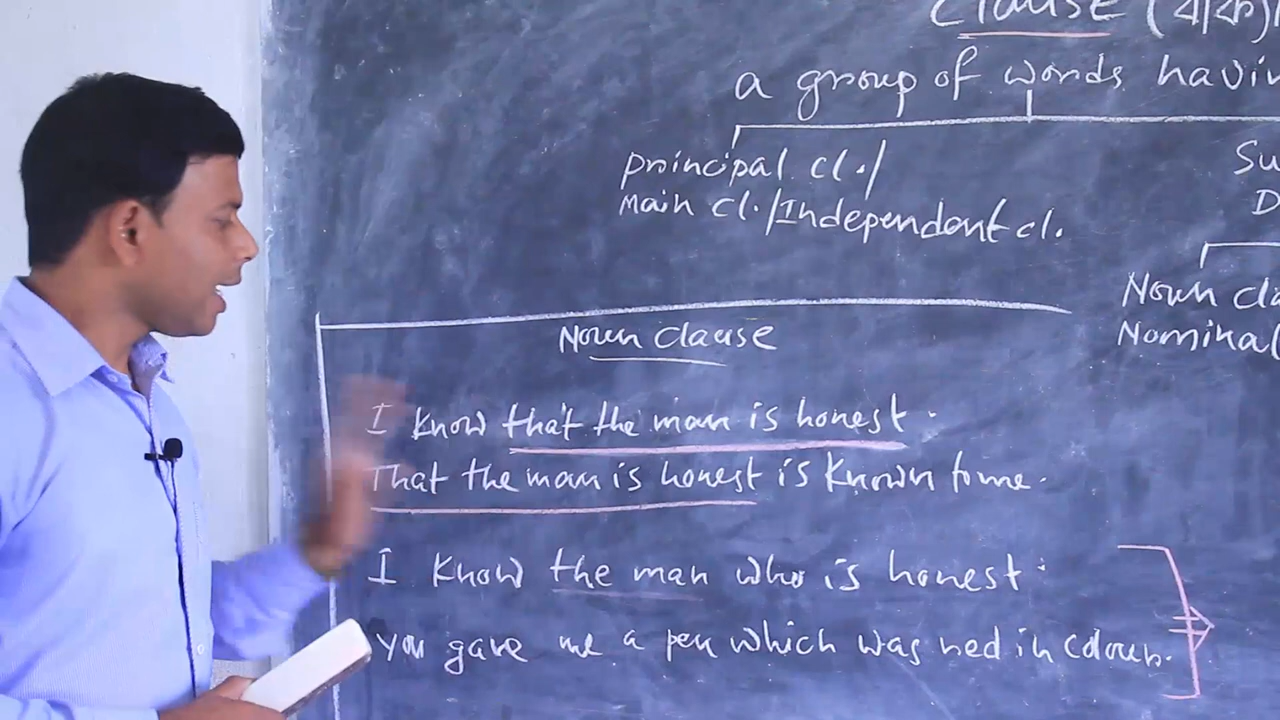 Clause (
a group of words havin
principal cl./
Main cl./Independent cl.
Su
D
Noun cla
Nominal
Noun Clause
I know that the man is honest.
That the man is honest is known to me.
I know the man who is honest.
You gave me a pen which was red in colour.